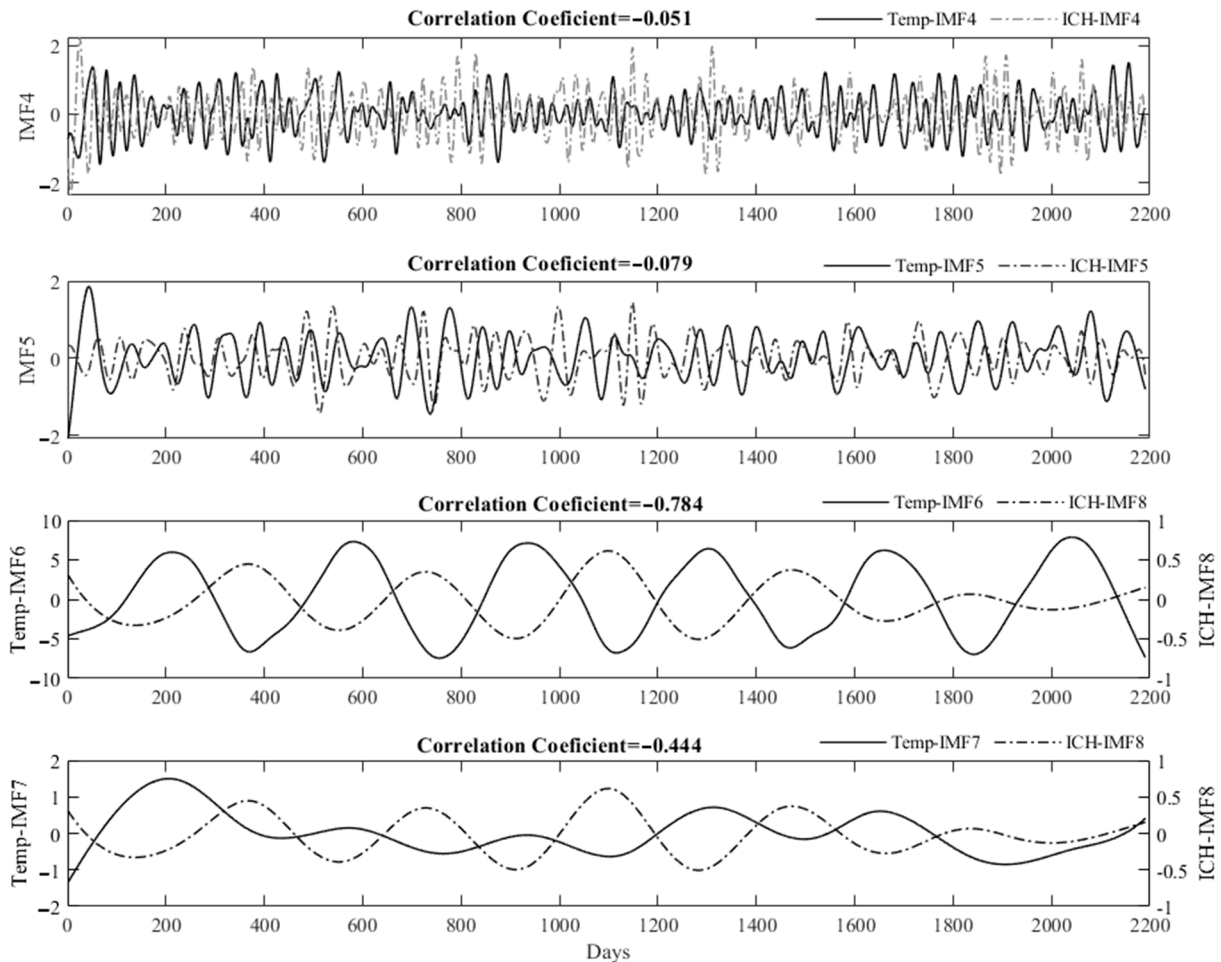 Correlation Coeficient=-0.051
Temp-IMF4 ICH-IMF4
IMF4
2
0
-2
0 200 400 600 800 1000 1200 1400 1600 1800 2000 2200
Correlation Coeficient=-0.079
Temp-IMF5 ICH-IMF5
IMF5
2
0
-2
0 200 400 600 800 1000 1200 1400 1600 1800 2000 2200
Correlation Coeficient=-0.784
Temp-IMF6 ICH-IMF8
Temp-IMF6
10
5
0
-5
-10
1
0.5
0
-0.5
-1
ICH-IMF8
0 200 400 600 800 1000 1200 1400 1600 1800 2000 2200
Correlation Coeficient=-0.444
Temp-IMF7 ICH-IMF8
Temp-IMF7
2
1
0
-1
-2
1
0.5
0
-0.5
-1
ICH-IMF8
0 200 400 600 800 1000 1200 1400 1600 1800 2000 2200
Days